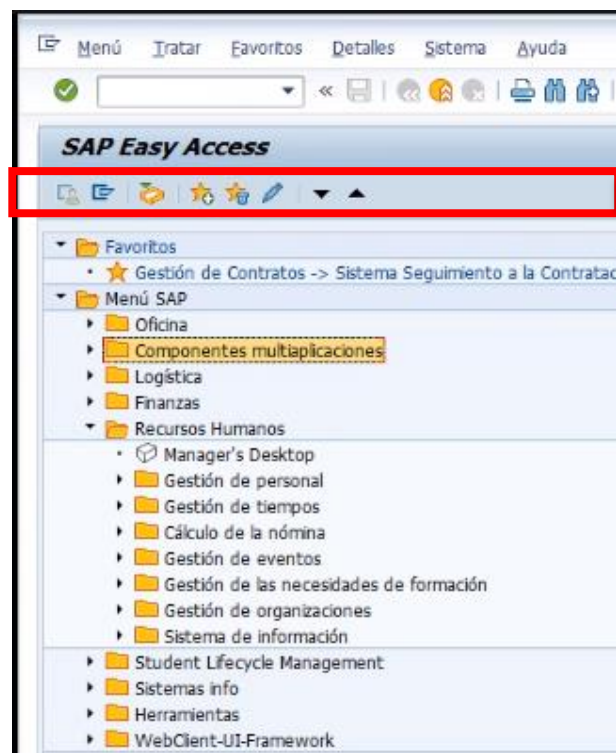 Menú Tratar Favoritos Detalles Sistema Ayuda
SAP Easy Access
Favoritos
Gestión de Contratos -> Sistema Seguimiento a la Contratac
Menú SAP
Oficina
Componentes multiaplicaciones
Logística
Finanzas
Recursos Humanos
Manager's Desktop
Gestión de personal
Gestión de tiempos
Cálculo de la nómina
Gestión de eventos
Gestión de las necesidades de formación
Gestión de organizaciones
Sistema de información
Student Lifecycle Management
Sistemas info
Herramientas
WebClient-UI-Framework